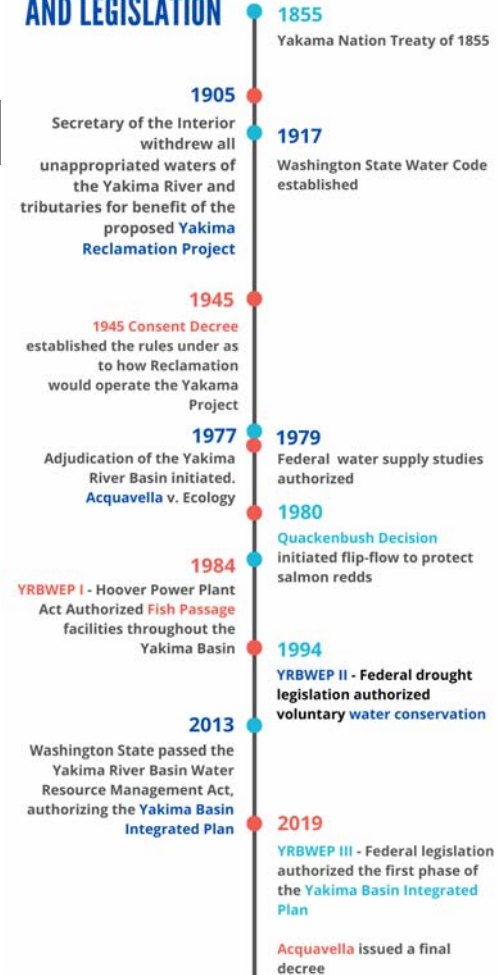 AND LEGISLATION
1855
Yakama Nation Treaty of 1855
1905
Secretary of the Interior
withdrew all
unappropriated waters of
the Yakima River and
tributaries for benefit of the
proposed Yakima
Reclamation Project
1917
Washington State Water Code
established
1945
1945 Consent Decree
established the rules under as
to how Reclamation
would operate the Yakama
Project
1977
Adjudication of the Yakima
River Basin initiated.
Acquavella v. Ecology
1979
Federal water supply studies
authorized
1980
Quackenbush Decision
initiated flip-flow to protect
salmon redds
1984
YRBWEP I - Hoover Power Plant
Act Authorized Fish Passage
facilities throughout the
Yakima Basin
1994
YRBWEP II - Federal drought
legislation authorized
voluntary water conservation
2013
Washington State passed the
Yakima River Basin Water
Resource Management Act,
authorizing the Yakima Basin
Integrated Plan
2019
YRBWEP III - Federal legislation
authorized the first phase of
the Yakima Basin Integrated
Plan
Acquavella issued a final
decree